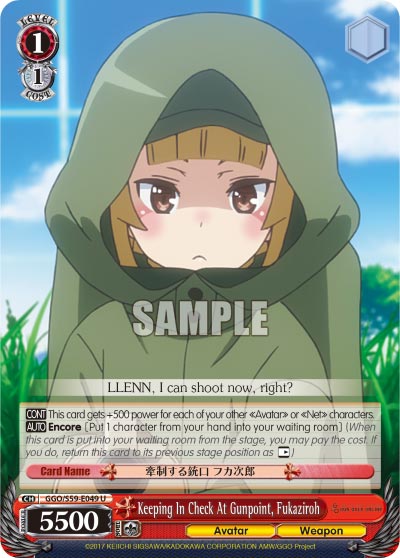 LEVEL
1
1
COST
SAMPLE
LLENN, I can shoot now, right?
CONT This card gets +500 power for each of your other «Avatar» or «Net» characters.
AUTO Encore [Put 1 character from your hand into your waiting room] (When
this card is put into your waiting room from the stage, you may pay the cost. If
you do, return this card to its previous stage position as REST.)
Card Name 牽制する銃口 フカ次郎
CH GGO/S59-E049 U
POWER 5500 Keeping In Check At Gunpoint, Fukaziroh
Avatar Weapon
©2017 KEIICHI SIGSAWA/KADOKAWA CORPORATION AMW/GGO Project